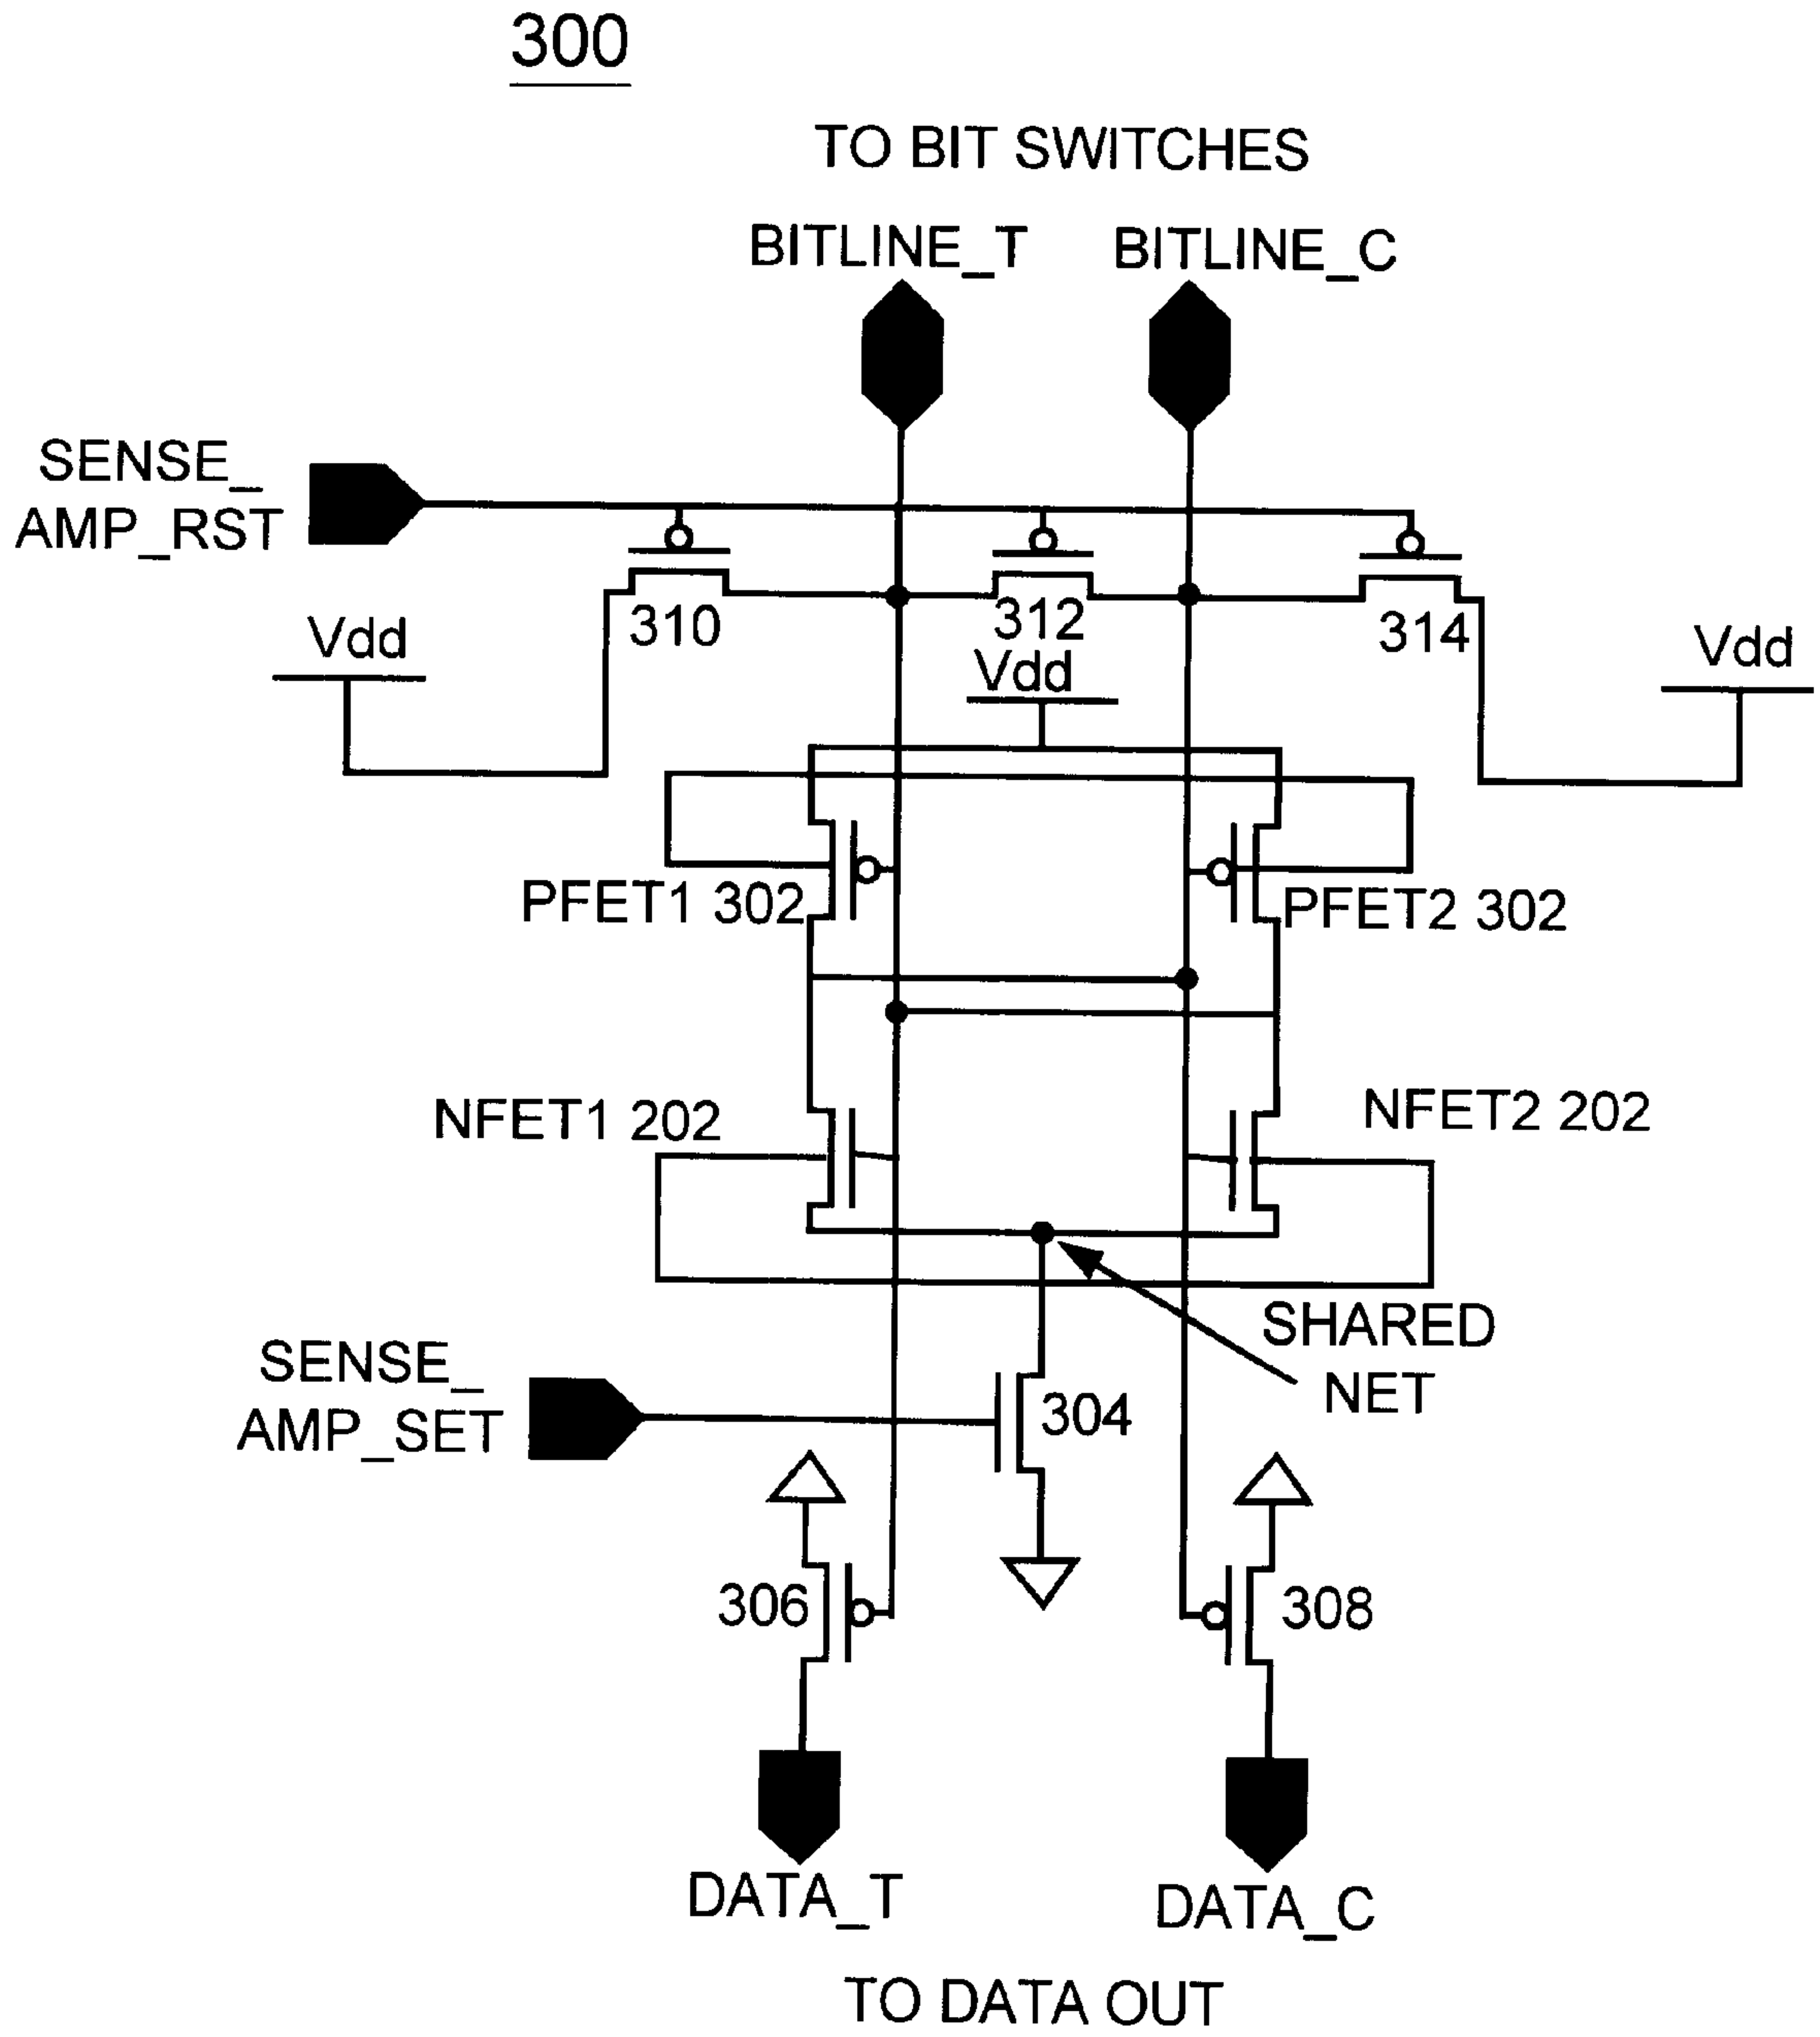 300
TO BIT SWITCHES
BITLINE_T
BITLINE_C
SENSE_
AMP_RST
310
312
314
Vdd
Vdd
Vdd
PFET1 302
PFET2 302
NFET1 202
NFET2 202
SHARED
NET
SENSE_
AMP_SET
304
306
308
DATA_T
DATA_C
TO DATA OUT